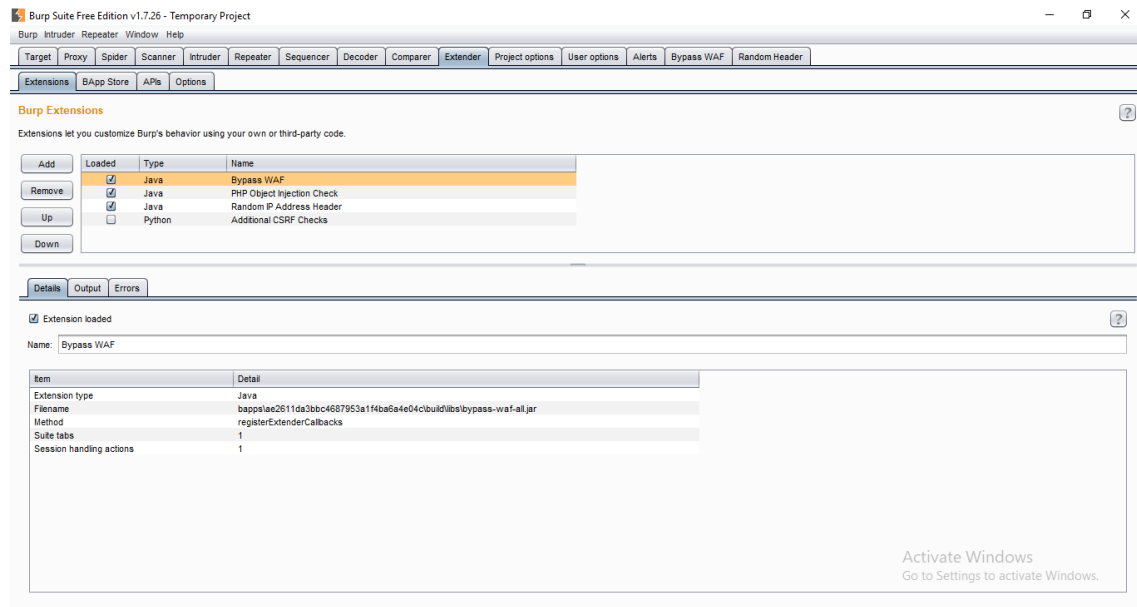 Burp Suite Free Edition v1.7.26 - Temporary Project
Burp Intruder Repeater Window Help
Target Proxy Spider Scanner Intruder Repeater Sequencer Decoder Comparer Extender Project options User options Alerts Bypass WAF Random Header
Extensions BApp Store APIs Options
Burp Extensions
?
Extensions let you customize Burp's behavior using your own or third-party code.
Add Loaded Type Name
Java Bypass WAF
Remove Java PHP Object Injection Check
Java Random IP Address Header
Up Python Additional CSRF Checks
Down
Details Output Errors
Extension loaded ?
Name: Bypass WAF
Item Detail
Extension type Java
Filename bapps\ae2611da3bbc4687953a1f4ba6a4e04c\build\libs\bypass-waf-all.jar
Method registerExtenderCallbacks
Suite tabs 1
Session handling actions 1
Activate Windows
Go to Settings to activate Windows.